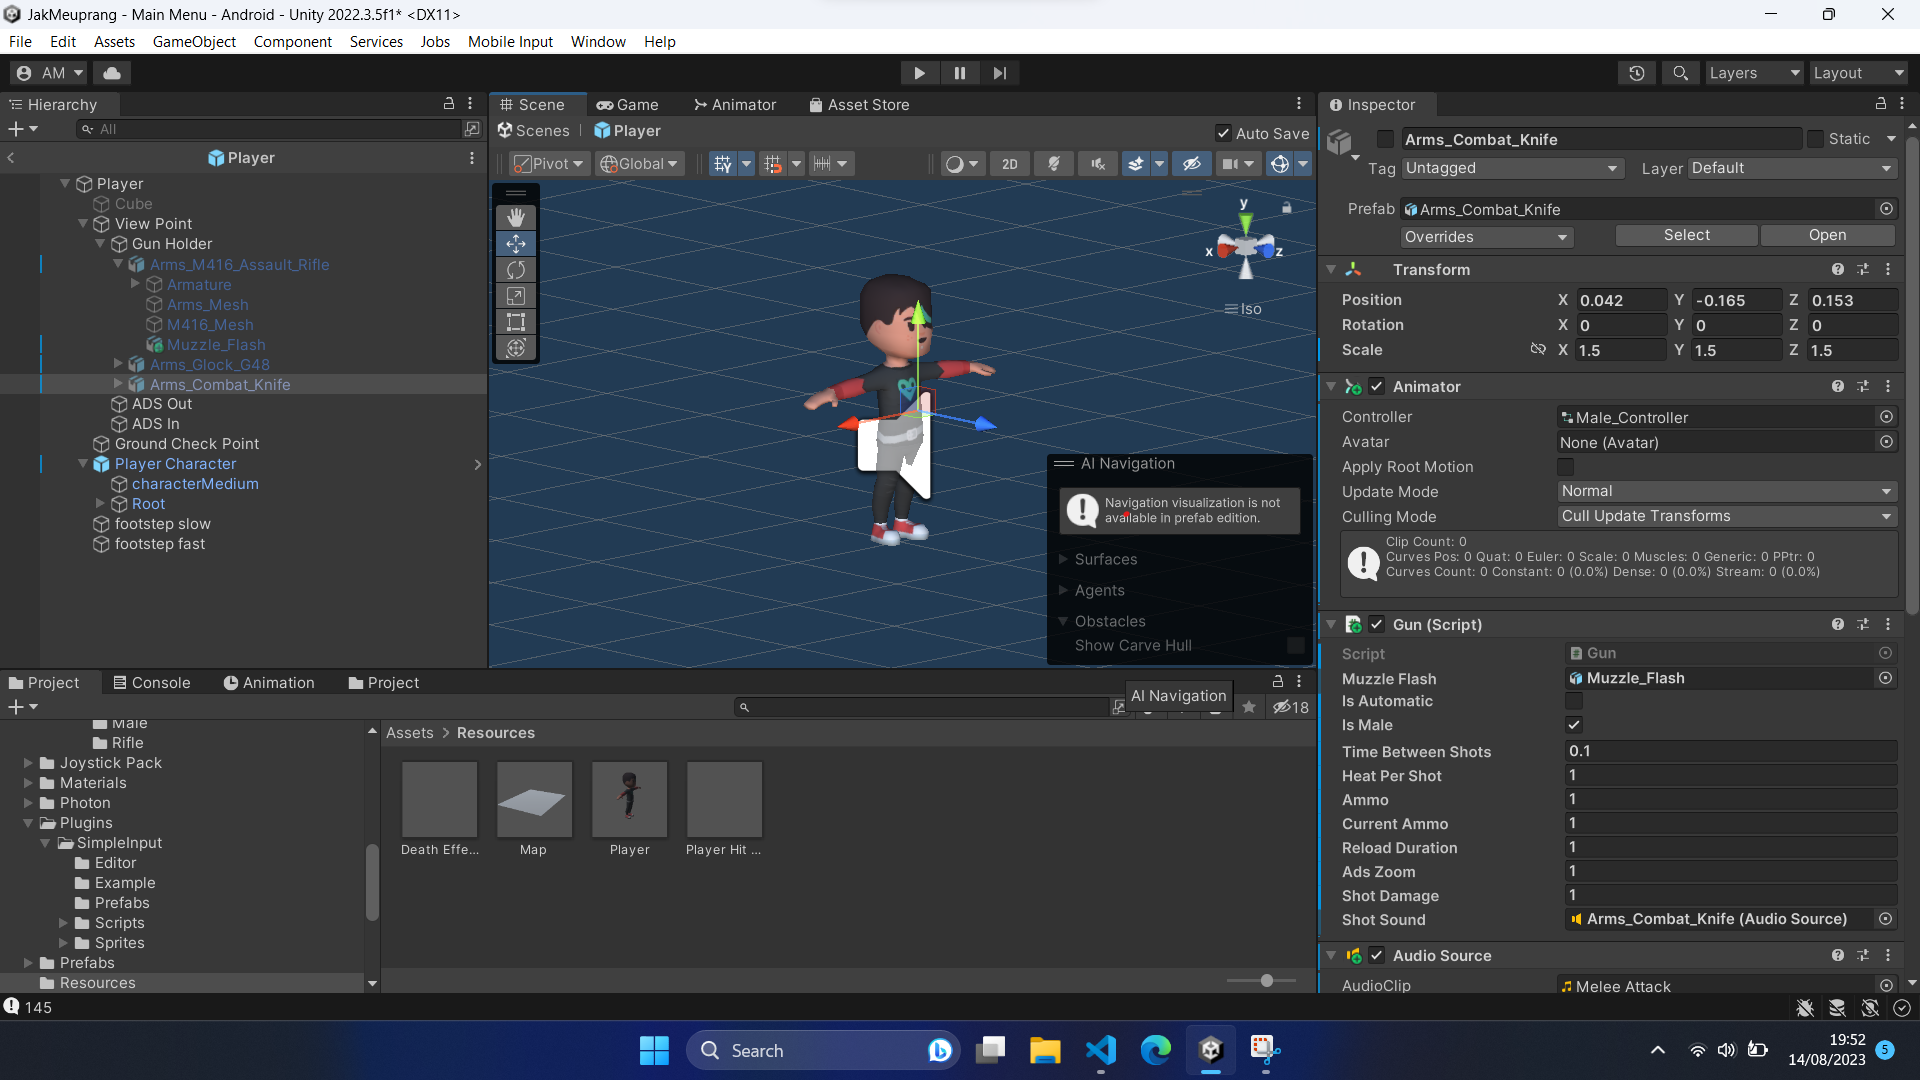 JakMeuprang - Main Menu - Android - Unity 2022.3.5f1* <DX11>
File Edit Assets GameObject Component Services Jobs Mobile Input Window Help
AM
Layers
Layout
Hierarchy
All
Player
Player
Cube
View Point
Gun Holder
Arms_M416_Assault_Rifle
Armature
Arms_Mesh
M416_Mesh
Muzzle_Flash
Arms_Glock_G48
Arms_Combat_Knife
ADS Out
ADS In
Ground Check Point
Player Character
characterMedium
Root
footstep slow
footstep fast
Scene Game Animator Asset Store
Scenes Player
Auto Save
Pivot Global 2D
y
x z
Iso
AI Navigation
Navigation visualization is not
available in prefab edition.
Surfaces
Agents
Obstacles
Show Carve Hull
AI Navigation
Inspector
Arms_Combat_Knife Static
Tag Untagged Layer Default
Prefab Arms_Combat_Knife
Overrides Select Open
Transform
Position X 0.042 Y -0.165 Z 0.153
Rotation X 0 Y 0 Z 0
Scale X 1.5 Y 1.5 Z 1.5
Animator
Controller Male_Controller
Avatar None (Avatar)
Apply Root Motion
Update Mode Normal
Culling Mode Cull Update Transforms
Clip Count: 0
Curves Pos: 0 Quat: 0 Euler: 0 Scale: 0 Muscles: 0 Generic: 0 PPtr: 0
Curves Count: 0 Constant: 0 (0.0%) Dense: 0 (0.0%) Stream: 0 (0.0%)
Gun (Script)
Script Gun
Muzzle Flash Muzzle_Flash
Is Automatic
Is Male
Time Between Shots 0.1
Heat Per Shot 1
Ammo 1
Current Ammo 1
Reload Duration 1
Ads Zoom 1
Shot Damage 1
Shot Sound Arms_Combat_Knife (Audio Source)
Audio Source
AudioClip Melee Attack
Project Console Animation Project
18
Male
Rifle
Joystick Pack
Materials
Photon
Plugins
SimpleInput
Editor
Example
Prefabs
Scripts
Sprites
Prefabs
Resources
Assets > Resources
Death Effe... Map Player Player Hit ...
145
Search
19:52
14/08/2023
5